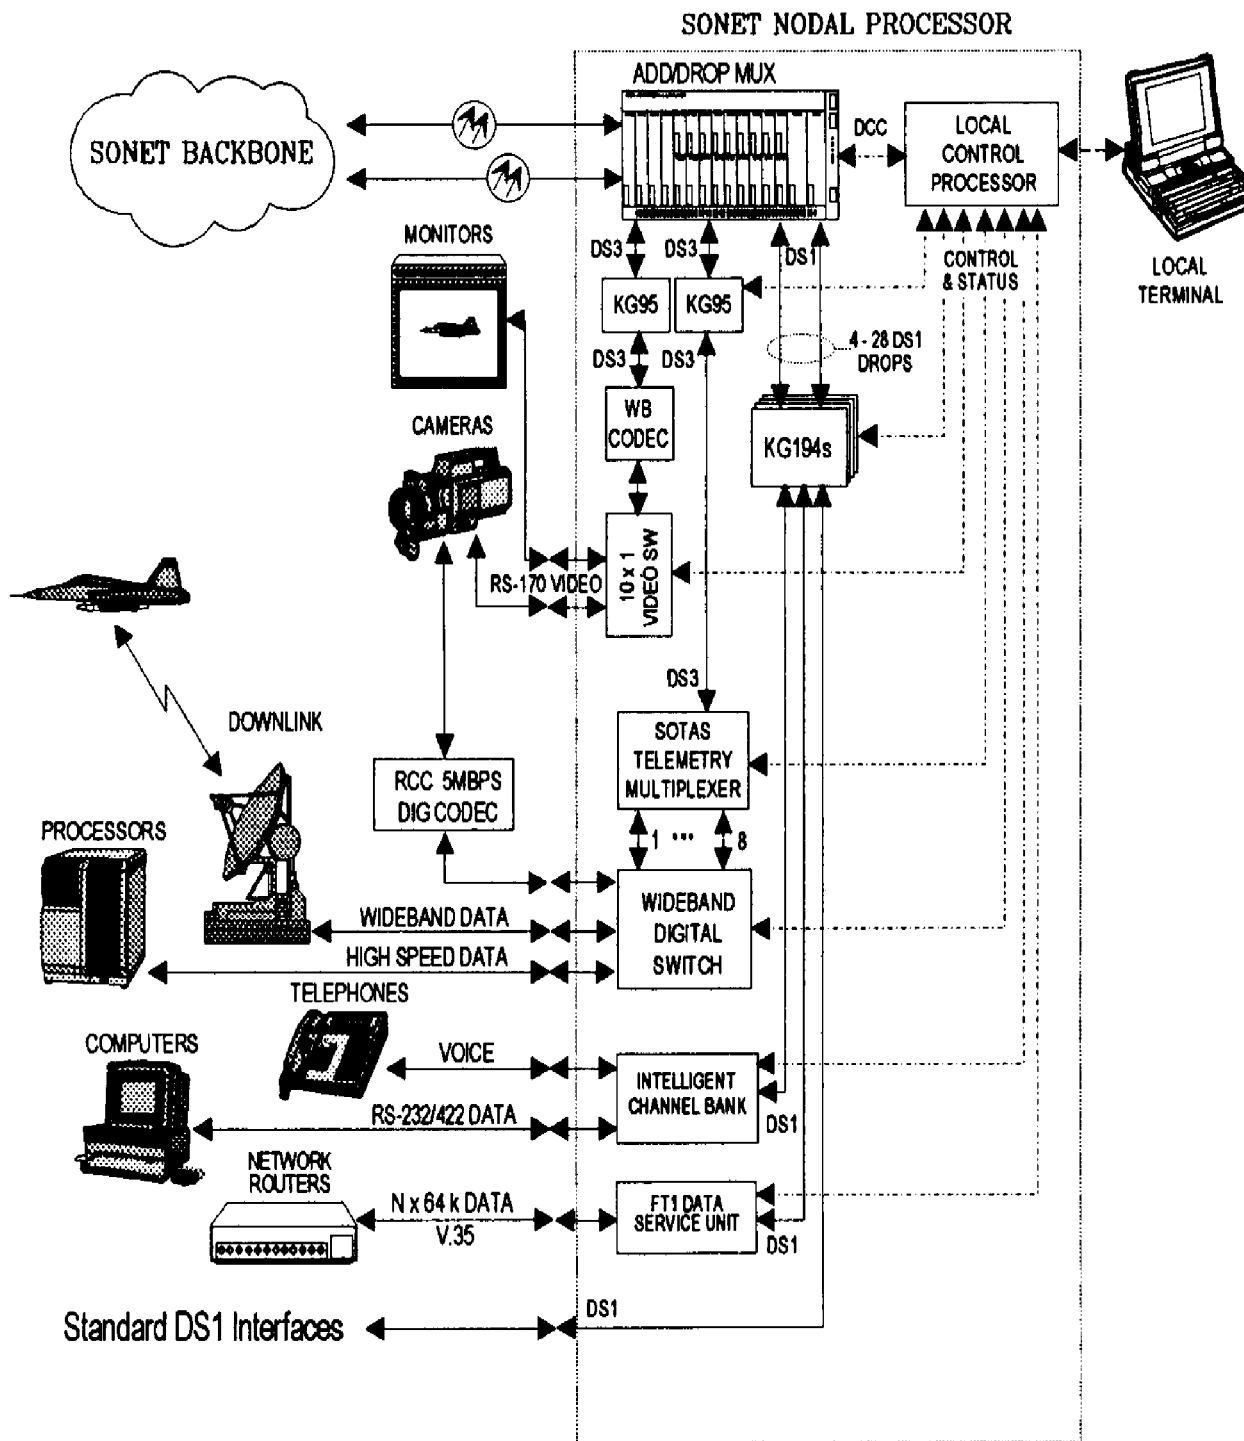 SONET NODAL PROCESSOR
ADD/DROP MUX
SONET BACKBONE
DCC
LOCAL
CONTROL
PROCESSOR
LOCAL
TERMINAL
MONITORS
DS3
DS3
DS1
CONTROL
& STATUS
KG95
KG95
DS3
DS3
4 - 28 DS1
DROPS
WB
CODEC
CAMERAS
KG194s
10 x 1
VIDEO SW
RS-170 VIDEO
DS3
DOWNLINK
SOTAS
TELEMETRY
MULTIPLEXER
RCC 5MBPS
DIG CODEC
1 ... 8
PROCESSORS
WIDEBAND
DIGITAL
SWITCH
WIDEBAND DATA
HIGH SPEED DATA
TELEPHONES
COMPUTERS
VOICE
INTELLIGENT
CHANNEL BANK
RS-232/422 DATA
DS1
NETWORK
ROUTERS
N x 64 k DATA
V.35
FT1 DATA
SERVICE UNIT
DS1
DS1
Standard DS1 Interfaces